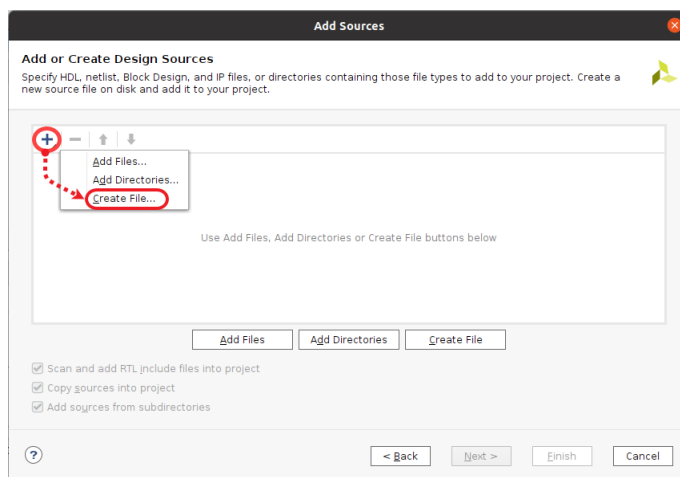 Add Sources
Add or Create Design Sources
Specify HDL, netlist, Block Design, and IP files, or directories containing those file types to add to your project. Create a
new source file on disk and add it to your project.
Add Files...
Add Directories...
Create File...
Use Add Files, Add Directories or Create File buttons below
Add Files Add Directories Create File
Scan and add RTL include files into project
Copy sources into project
Add sources from subdirectories
? < Back Next > Finish Cancel